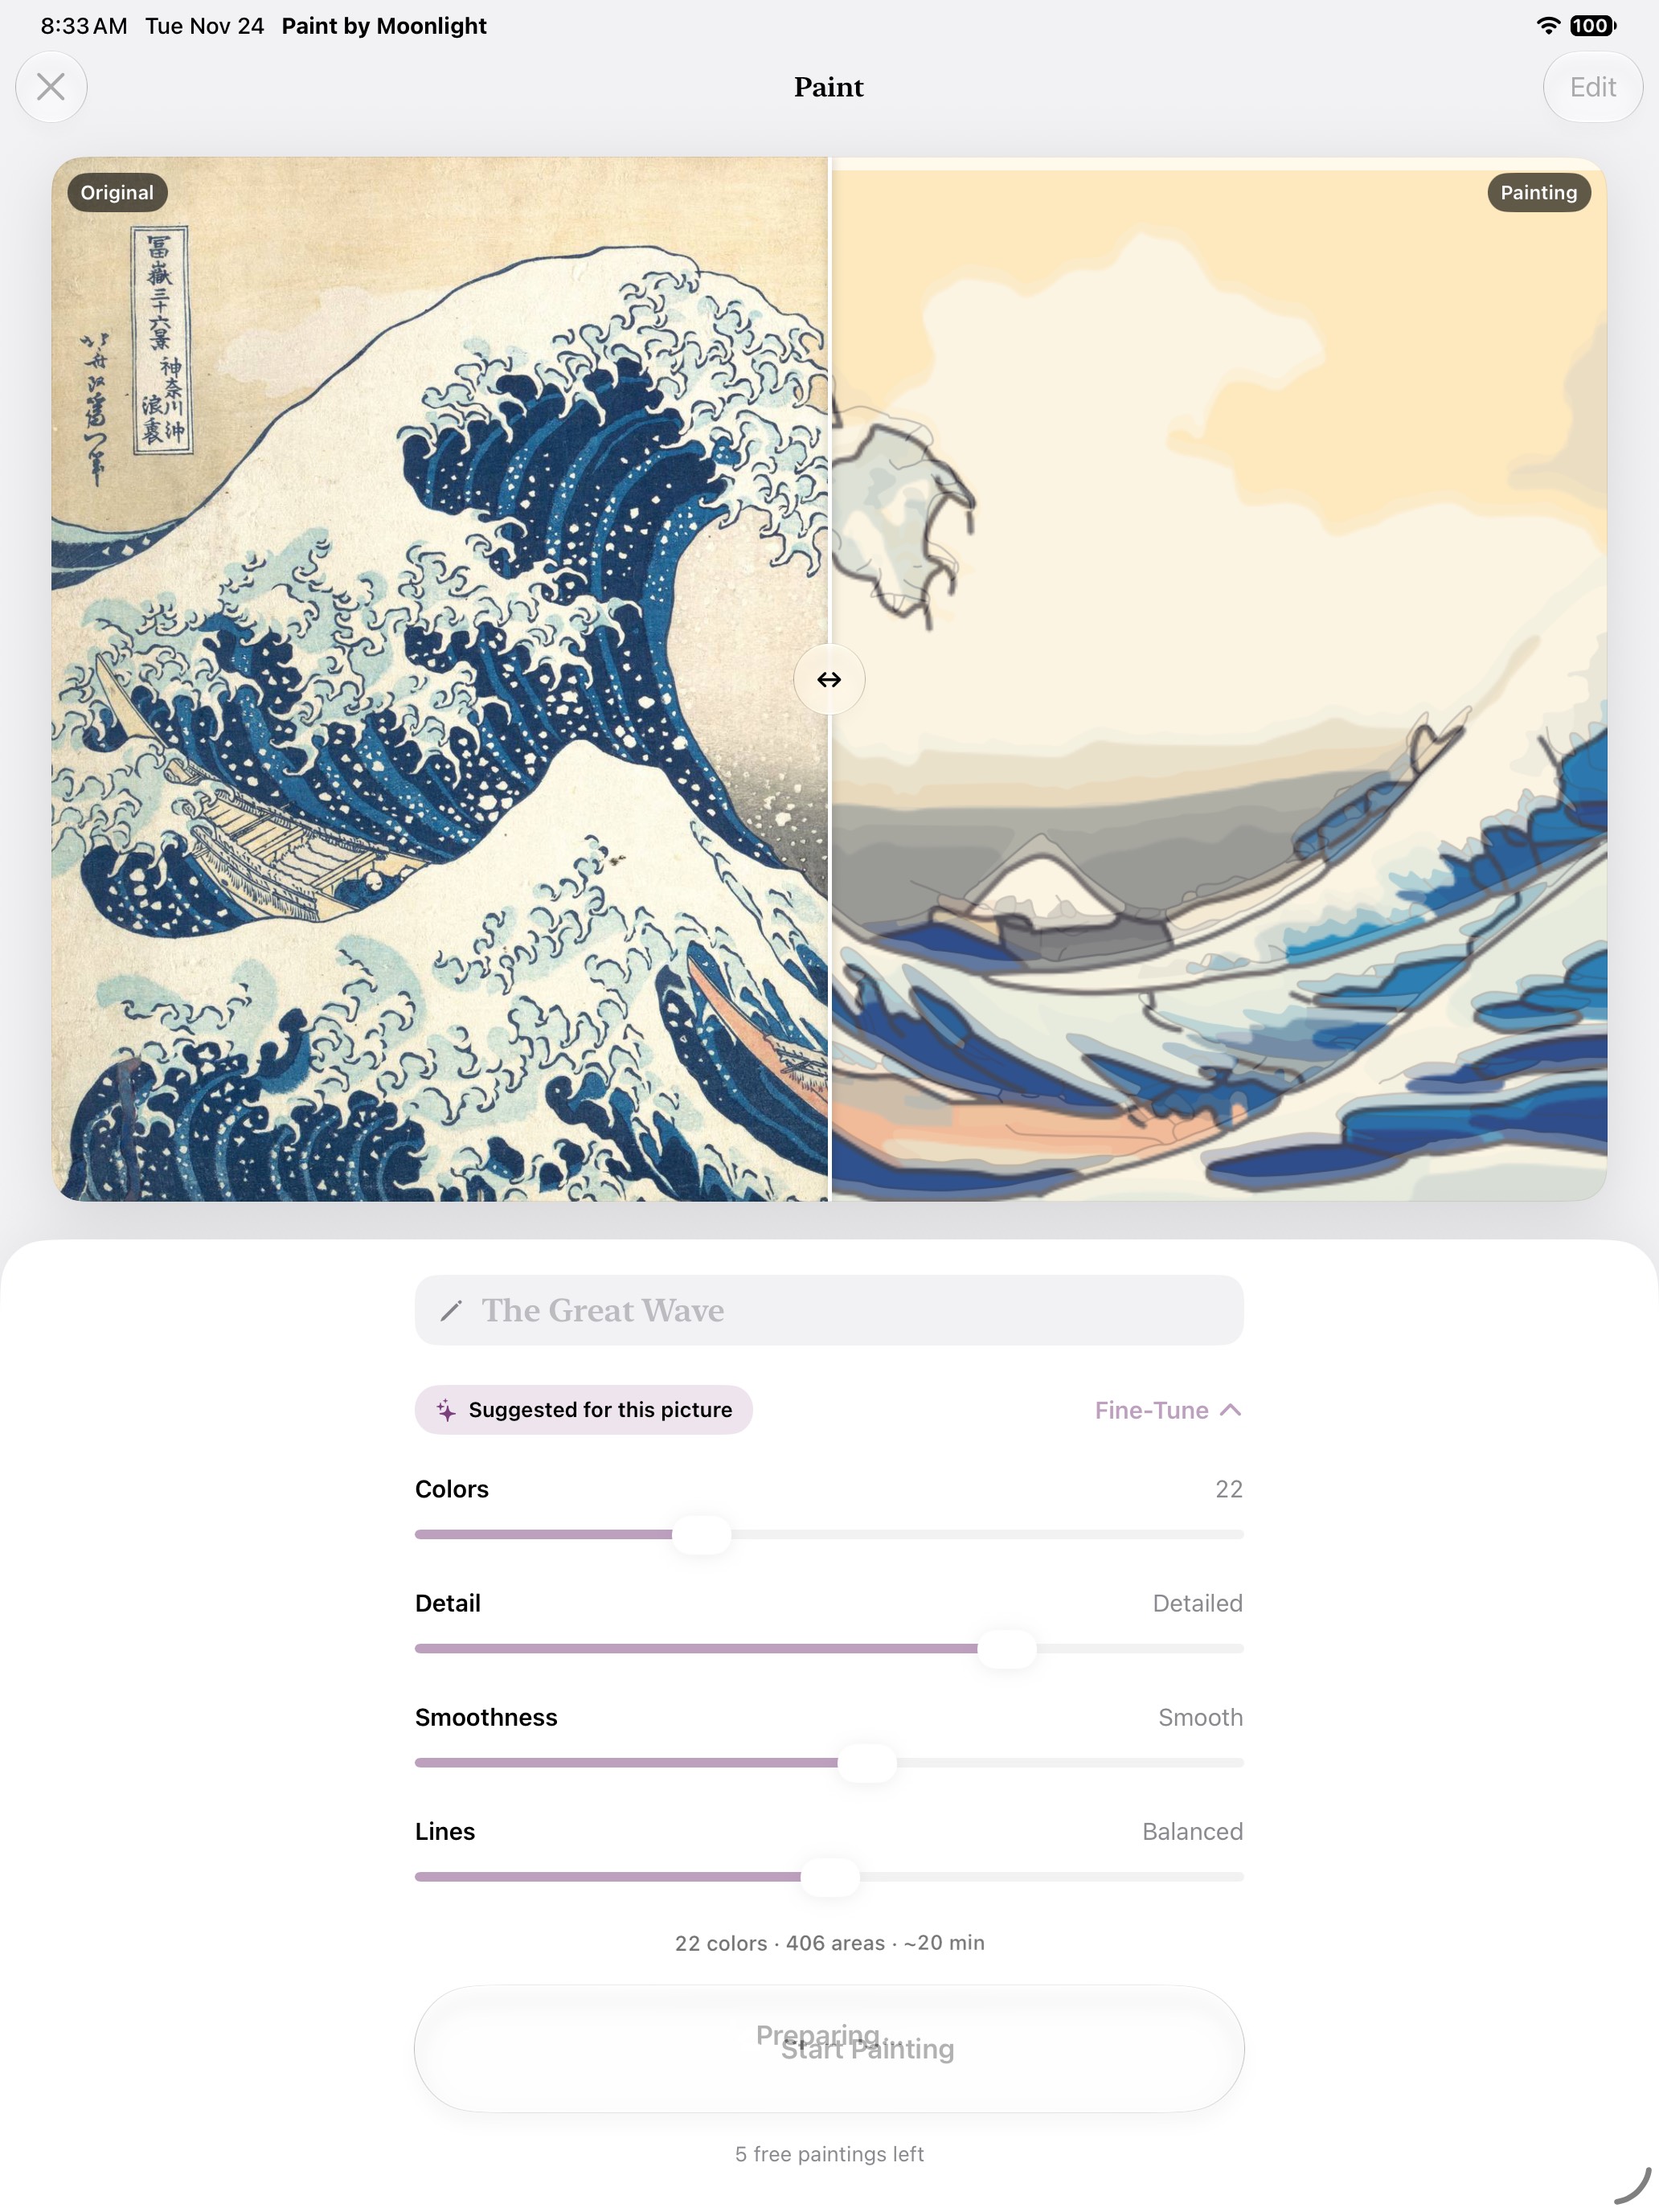 8:33 AM Tue Nov 24 Paint by Moonlight
100
Paint
Edit
Original
Painting
冨嶽三十六景
神奈川沖
浪裏
The Great Wave
Suggested for this picture
Fine-Tune
Colors
22
Detail
Detailed
Smoothness
Smooth
Lines
Balanced
22 colors · 406 areas · ~20 min
Preparing...
Start Painting
5 free paintings left